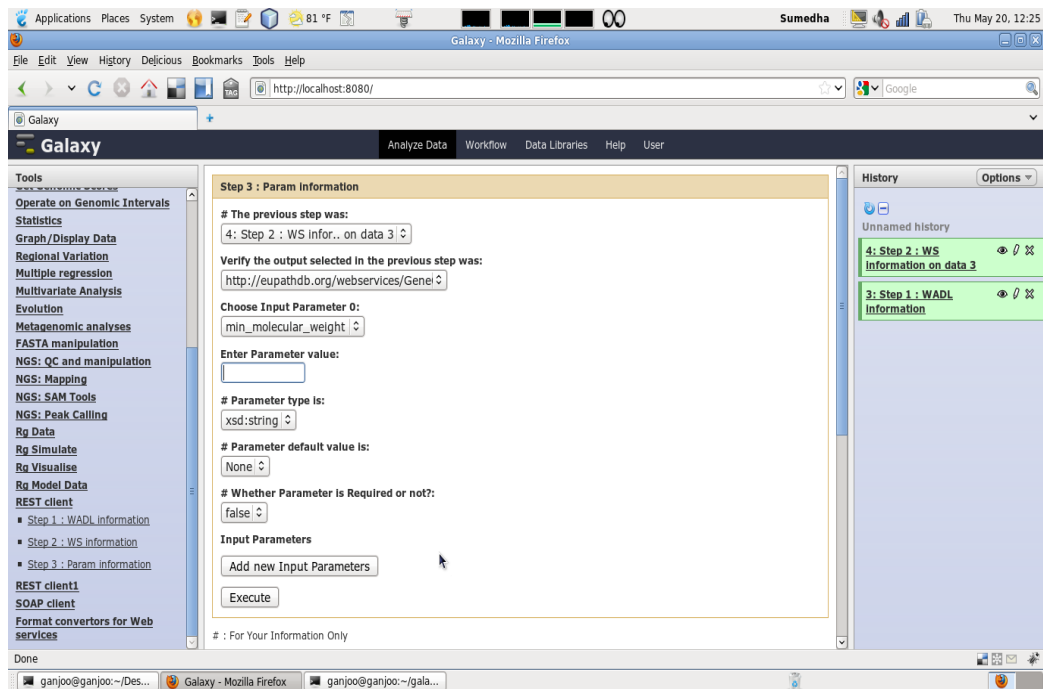 Applications Places System 81 °F Sumedha Thu May 20, 12:25
Galaxy - Mozilla Firefox
File Edit View History Delicious Bookmarks Tools Help
TAG http://localhost:8080/ Google
Galaxy
Galaxy Analyze Data Workflow Data Libraries Help User
Tools
Get Genomic Scores
Operate on Genomic Intervals
Statistics
Graph/Display Data
Regional Variation
Multiple regression
Multivariate Analysis
Evolution
Metagenomic analyses
FASTA manipulation
NGS: QC and manipulation
NGS: Mapping
NGS: SAM Tools
NGS: Peak Calling
Rg Data
Rg Simulate
Rg Visualise
Rg Model Data
REST client
Step 1 : WADL information
Step 2 : WS information
Step 3 : Param information
REST client1
SOAP client
Format convertors for Web
services
Step 3 : Param information
# The previous step was:
4: Step 2 : WS infor.. on data 3
Verify the output selected in the previous step was:
http://eupathdb.org/webservices/Gene
Choose Input Parameter 0:
min_molecular_weight
Enter Parameter value:
# Parameter type is:
xsd:string
# Parameter default value is:
None
# Whether Parameter is Required or not?:
false
Input Parameters
Add new Input Parameters
Execute
# : For Your Information Only
History Options
Unnamed history
4: Step 2 : WS
information on data 3
3: Step 1 : WADL
information
Done
ganjoo@ganjoo:~/Des... Galaxy - Mozilla Firefox ganjoo@ganjoo:~/gala...